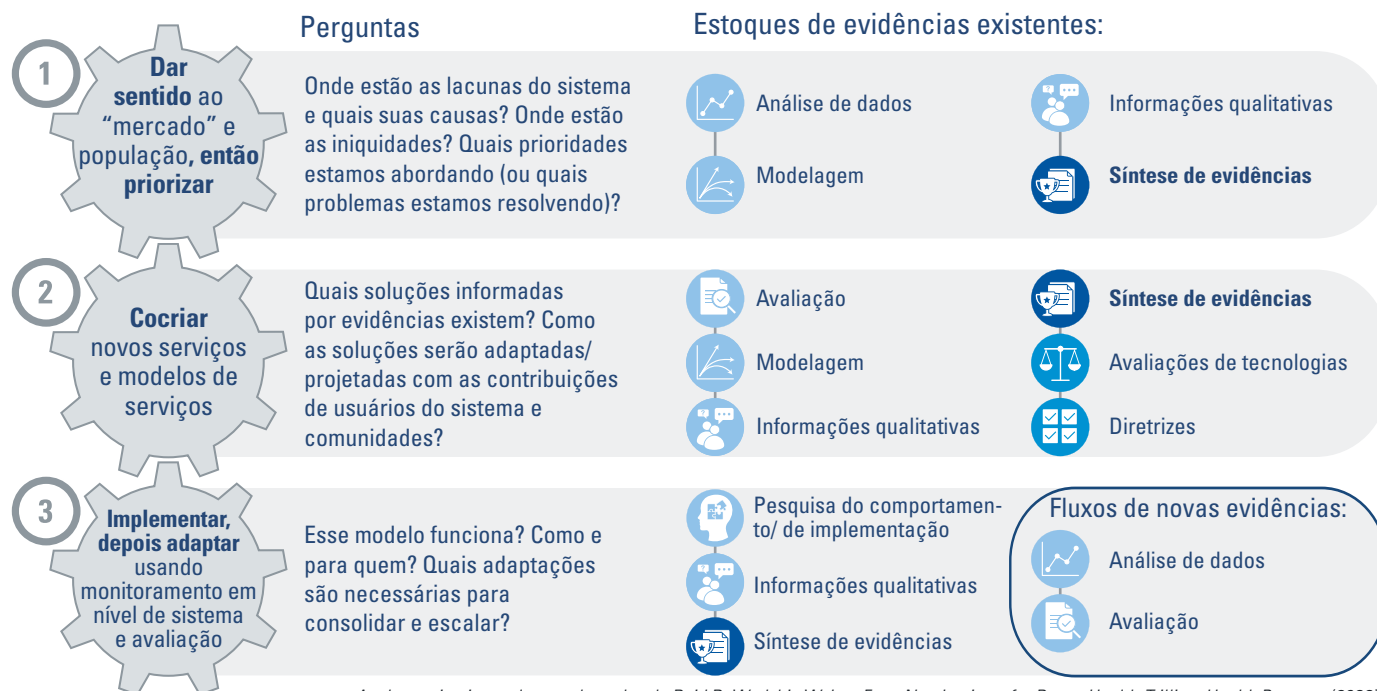 Perguntas
Estoques de evidências existentes:
1
Dar
sentido ao
“mercado” e
população, então
priorizar
Onde estão as lacunas do sistema
e quais suas causas? Onde estão
as iniquidades? Quais prioridades
estamos abordando (ou quais
problemas estamos resolvendo)?
Análise de dados
Modelagem
Informações qualitativas
Síntese de evidências
2
Cocriar
novos serviços
e modelos de
serviços
Quais soluções informadas
por evidências existem? Como
as soluções serão adaptadas/
projetadas com as contribuições
de usuários do sistema e
comunidades?
Avaliação
Modelagem
Informações qualitativas
Síntese de evidências
Avaliações de tecnologias
Diretrizes
3
Implementar,
depois adaptar
usando
monitoramento em
nível de sistema
e avaliação
Esse modelo funciona? Como e
para quem? Quais adaptações
são necessárias para
consolidar e escalar?
Pesquisa do comportamen-
to/ de implementação
Informações qualitativas
Síntese de evidências
Fluxos de novas evidências:
Análise de dados
Avaliação